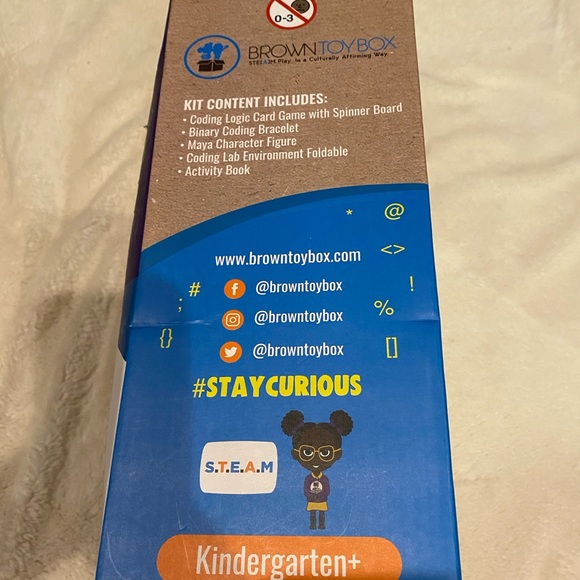 0-3
BROWNTOYBOX
STEAM Play, In a Culturally Affirming Way.
KIT CONTENT INCLUDES:
• Coding Logic Card Game with Spinner Board
• Binary Coding Bracelet
• Maya Character Figure
• Coding Lab Environment Foldable
• Activity Book
* @
<>
www.browntoybox.com
# @browntoybox !
; @browntoybox %
{} @browntoybox []
#STAYCURIOUS
S.T.E.A.M
Kindergarten+